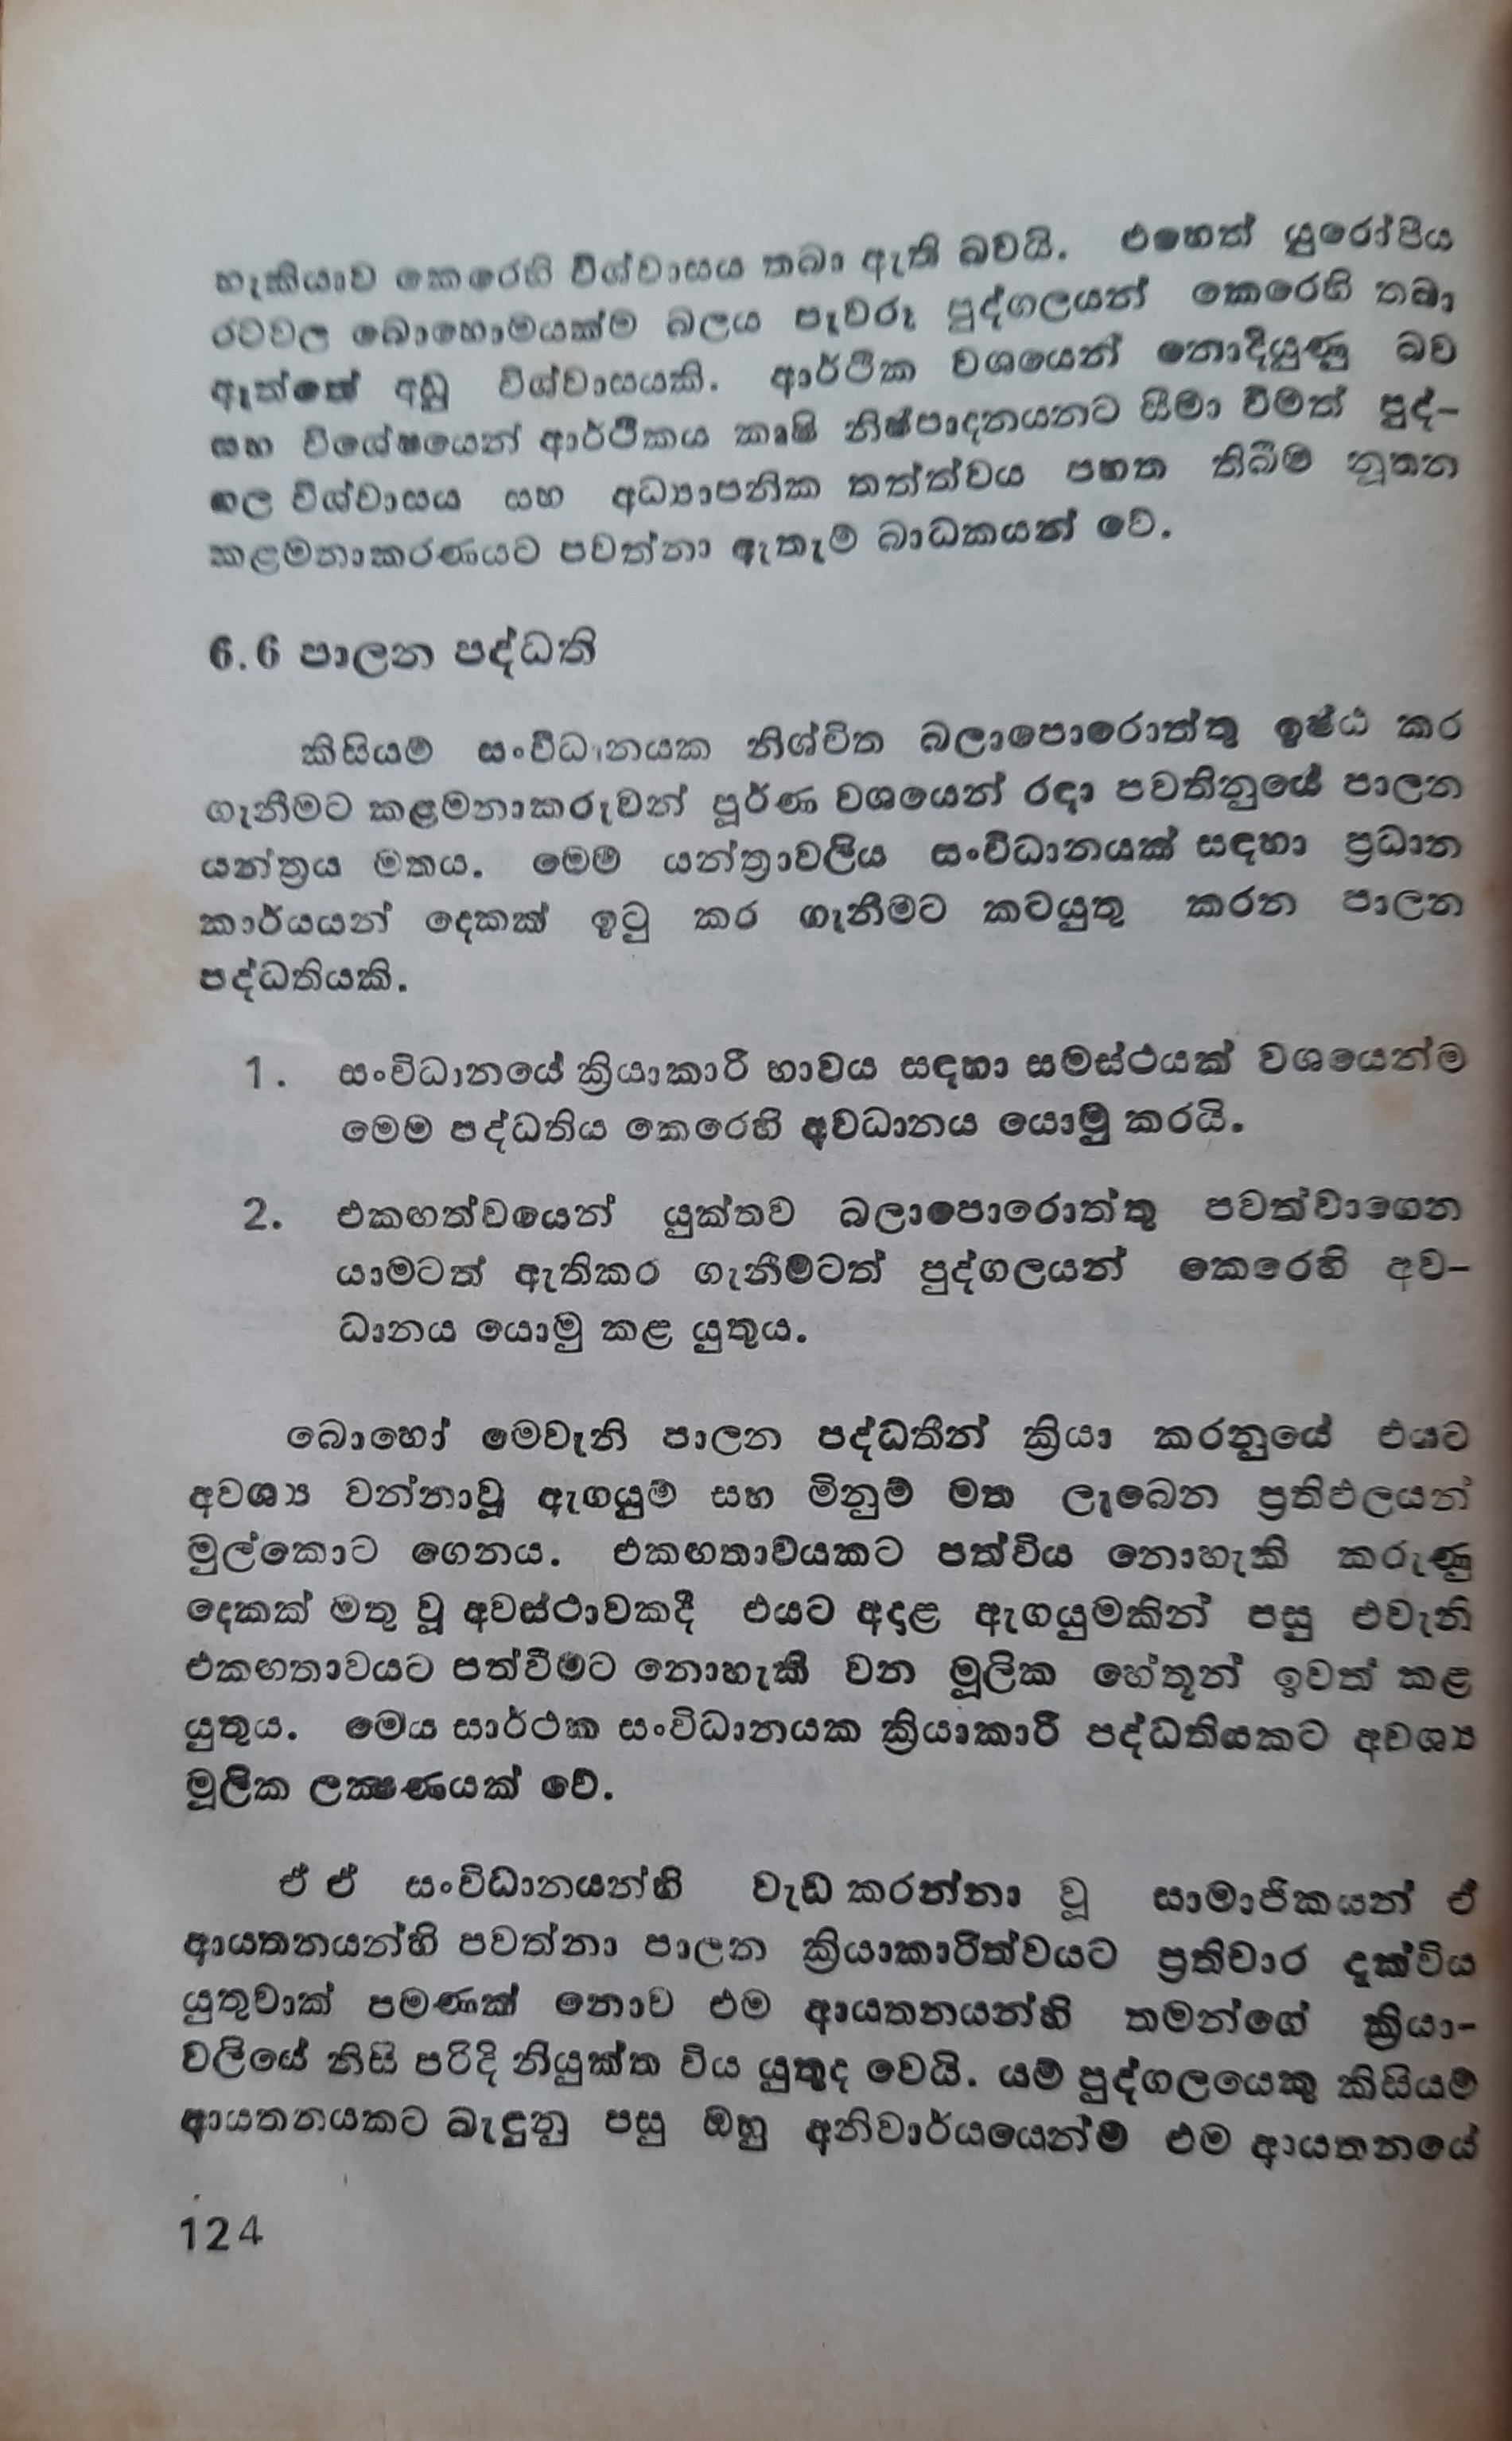 හැකියාව කෙරෙහි විශ්වාසය තබා ඇති බවයි. එහෙත් යුරෝපීය
රටවල බොහොමයක්ම බලය පැවරූ පුද්ගලයන් කෙරෙහි තබා
ඇත්තේ අඩු විශ්වාසයකි. ආර්ථික වශයෙන් නොදියුණු බව
සහ විශේෂයෙන් ආර්ථිකය කෘෂි නිෂ්පාදනයනට සීමා වීමත් පුද්-
ගල විශ්වාසය සහ අධ්‍යාපනික තත්ත්වය පහත තිබීම නූතන
කළමනාකරණයට පවත්නා ඇතැම් බාධකයන් වේ.
6.6 පාලන පද්ධති
කිසියම් සංවිධානයක නිශ්චිත බලාපොරොත්තු ඉෂ්ඨ කර
ගැනීමට කළමනාකරුවන් පූර්ණ වශයෙන් රඳා පවතිනුයේ පාලන
යන්ත්‍රය මතය. මෙම යන්ත්‍රාවලිය සංවිධානයක් සඳහා ප්‍රධාන
කාර්යයන් දෙකක් ඉටු කර ගැනීමට කටයුතු කරන පාලන
පද්ධතියකි.
1. සංවිධානයේ ක්‍රියාකාරී භාවය සඳහා සමස්ථයක් වශයෙන්ම
මෙම පද්ධතිය කෙරෙහි අවධානය යොමු කරයි.
2. එකඟත්වයෙන් යුක්තව බලාපොරොත්තු පවත්වාගෙන
යාමටත් ඇතිකර ගැනීමටත් පුද්ගලයන් කෙරෙහි අව-
ධානය යොමු කළ යුතුය.
බොහෝ මෙවැනි පාලන පද්ධතීන් ක්‍රියා කරනුයේ එයට
අවශ්‍ය වන්නාවූ ඇගයුම් සහ මිනුම් මත ලැබෙන ප්‍රතිඵලයන්
මුල්කොට ගෙනය. එකඟතාවයකට පත්විය නොහැකි කරුණු
දෙකක් මතු වූ අවස්ථාවකදී එයට අදාළ ඇගයුමකින් පසු එවැනි
එකඟතාවයට පත්වීමට නොහැකි වන මූලික හේතූන් ඉවත් කළ
යුතුය. මෙය සාර්ථක සංවිධානයක ක්‍රියාකාරී පද්ධතියකට අවශ්‍ය
මූලික ලක්‍ෂණයක් වේ.
ඒ ඒ සංවිධානයන්හි වැඩ කරන්නා වූ සාමාජිකයන් ඒ
ආයතනයන්හි පවත්නා පාලන ක්‍රියාකාරිත්වයට ප්‍රතිචාර දැක්විය
යුතුවාක් පමණක් නොව එම ආයතනයන්හි තමන්ගේ ක්‍රියා-
වලියේ නිසි පරිදි නියුක්ත විය යුතුද වෙයි. යම් පුද්ගලයෙකු කිසියම්
ආයතනයකට බැඳුනු පසු ඔහු අනිවාර්යයෙන්ම එම ආයතනයේ
124